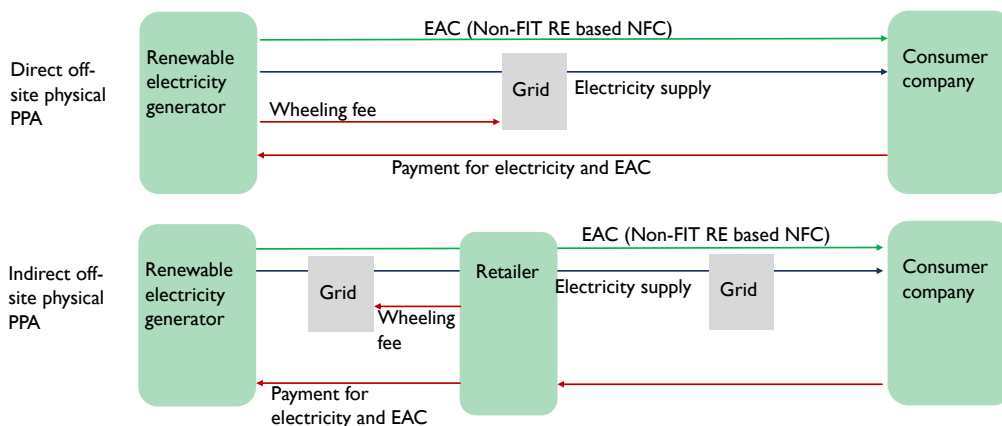 Direct off-
site physical
PPA
Renewable
electricity
generator
EAC (Non-FIT RE based NFC)
Grid
Electricity supply
Wheeling fee
Payment for electricity and EAC
Consumer
company
Indirect off-
site physical
PPA
Renewable
electricity
generator
Grid
Wheeling
fee
Payment for
electricity and EAC
Retailer
EAC (Non-FIT RE based NFC)
Electricity supply
Grid
Consumer
company